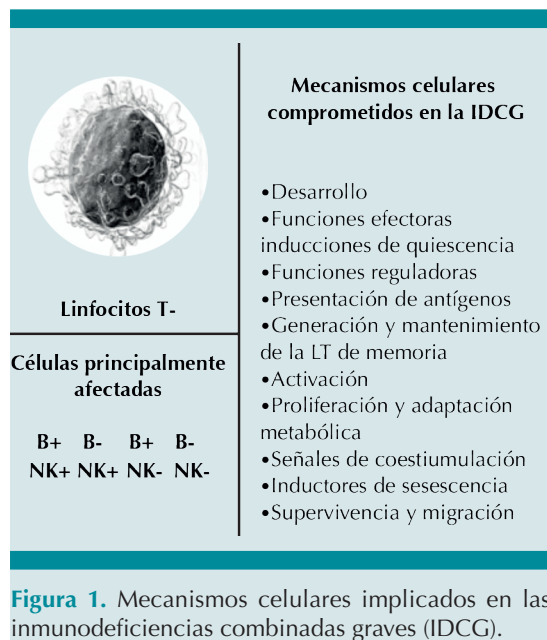 Linfocitos T-
Células principalmente
afectadas
B+ B- B+ B-
NK+ NK+ NK- NK-
Mecanismos celulares
comprometidos en la IDCG
•Desarrollo
•Funciones efectoras
inducciones de quiescencia
•Funciones reguladoras
•Presentación de antígenos
•Generación y mantenimiento
de la LT de memoria
•Activación
•Proliferación y adaptación
metabólica
•Señales de coestiumulación
•Inductores de sesescencia
•Supervivencia y migración
Figura 1. Mecanismos celulares implicados en las
inmunodeficiencias combinadas graves (IDCG).